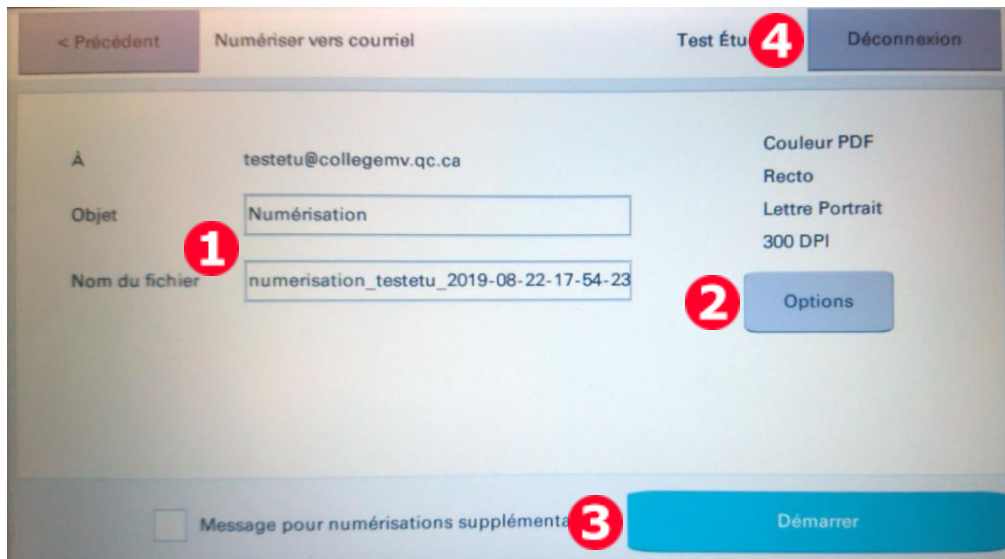 < Précédent
Numériser vers courriel
Test Étu
4
Déconnexion
À
testetu@collegemv.qc.ca
Objet
Numérisation
1
Nom du fichier
numerisation_testetu_2019-08-22-17-54-23
Couleur PDF
Recto
Lettre Portrait
300 DPI
2
Options
Message pour numérisations supplémenta
3
Démarrer